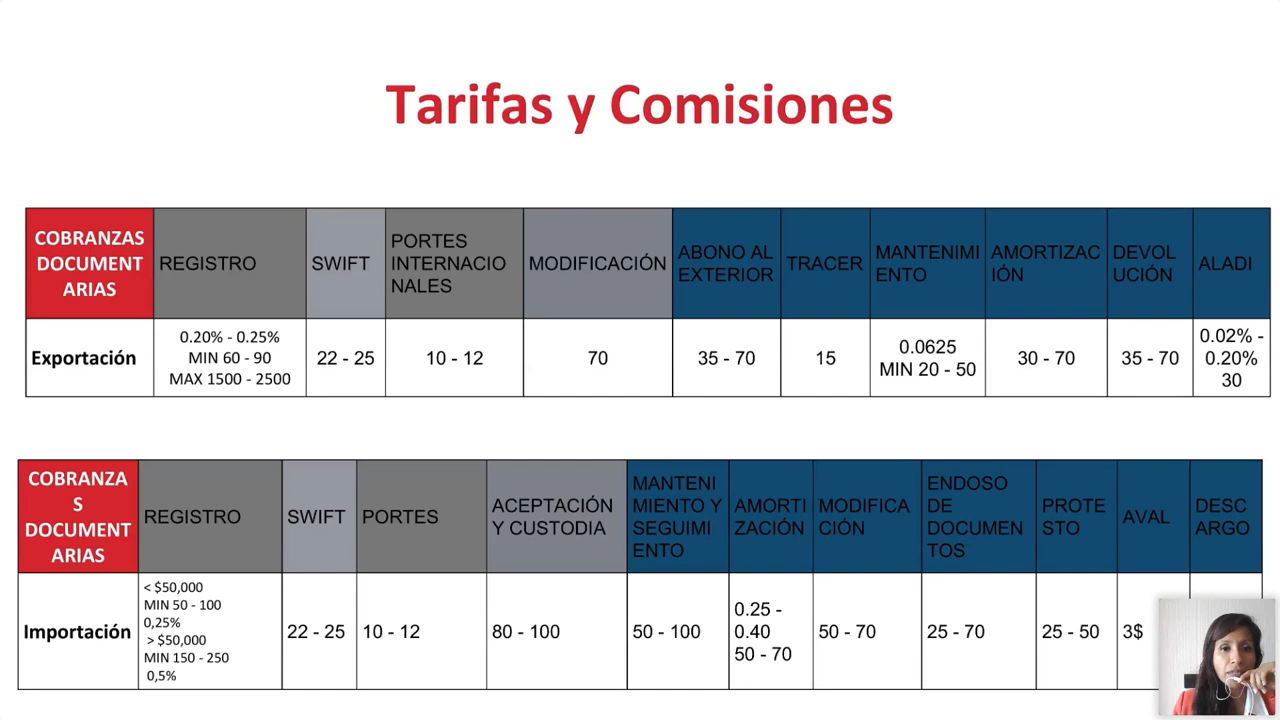 Tarifas y Comisiones
COBRANZAS
DOCUMENT
ARIAS
REGISTRO
SWIFT
PORTES
INTERNACIO
NALES
MODIFICACIÓN
ABONO AL
EXTERIOR
TRACER
MANTENIMI
ENTO
AMORTIZAC
IÓN
DEVOL
UCIÓN
ALADI
Exportación
0.20% - 0.25%
MIN 60 - 90
MAX 1500 - 2500
22 - 25
10 - 12
70
35 - 70
15
0.0625
MIN 20 - 50
30 - 70
35 - 70
0.02% -
0.20%
30
COBRANZA
S
DOCUMENT
ARIAS
REGISTRO
SWIFT
PORTES
ACEPTACIÓN
Y CUSTODIA
MANTENI
MIENTO Y
SEGUIMI
ENTO
AMORTI
ZACIÓN
MODIFICA
CIÓN
ENDOSO
DE
DOCUMEN
TOS
PROTE
STO
AVAL
DESC
ARGO
Importación
< $50,000
MIN 50 - 100
0,25%
> $50,000
MIN 150 - 250
0,5%
22 - 25
10 - 12
80 - 100
50 - 100
0.25 -
0.40
50 - 70
50 - 70
25 - 70
25 - 50
3$